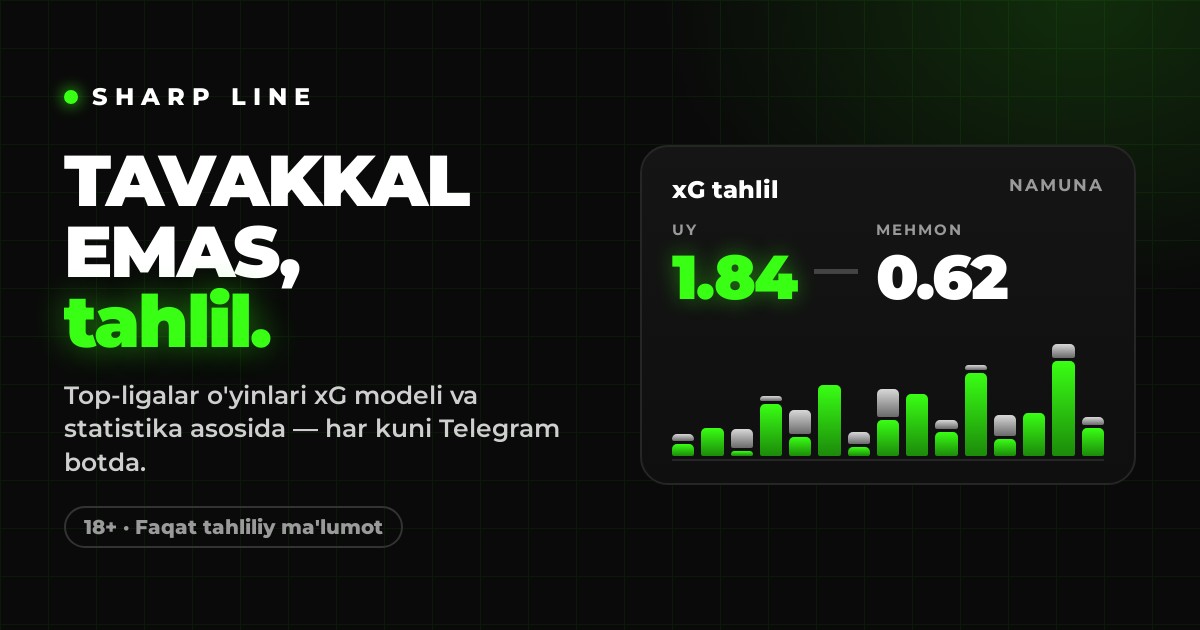 SHARP LINE
TAVAKKAL
EMAS,
tahlil.
Top-ligalar o'yinlari xG modeli va
statistika asosida — har kuni Telegram
botda.
18+ · Faqat tahliliy ma'lumot
xG tahlil
NAMUNA
UY
MEHMON
1.84 — 0.62